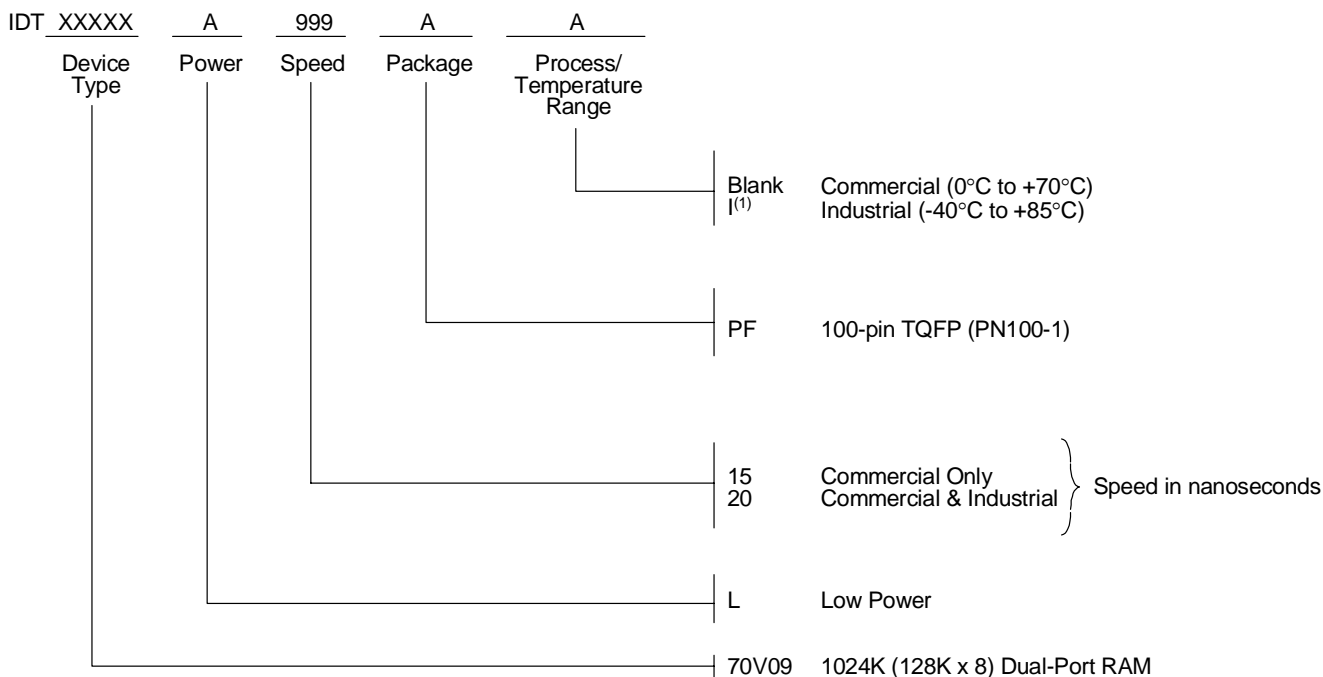 IDT XXXXX A 999 A A
Device Type Power Speed Package Process/ Temperature Range
Blank Commercial (0°C to +70°C)
I(1) Industrial (-40°C to +85°C)
PF 100-pin TQFP (PN100-1)
15 Commercial Only
20 Commercial & Industrial
Speed in nanoseconds
L Low Power
70V09 1024K (128K x 8) Dual-Port RAM